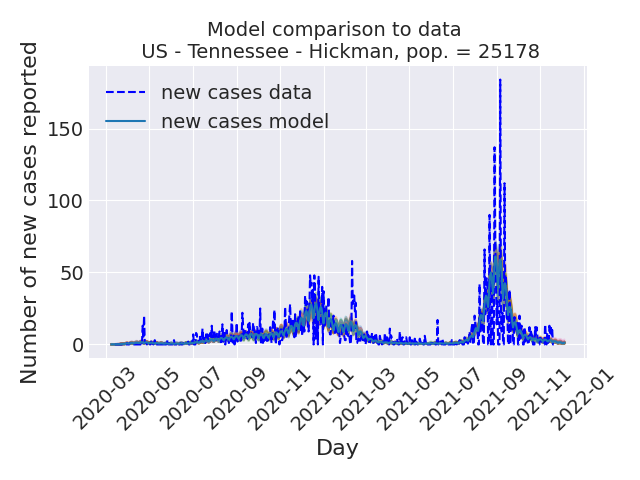 Model comparison to data
US - Tennessee - Hickman, pop. = 25178
Number of new cases reported
new cases data
new cases model
150
100
50
0
2020-03
2020-05
2020-07
2020-09
2020-11
2021-01
2021-03
2021-05
2021-07
2021-09
2021-11
2022-01
Day